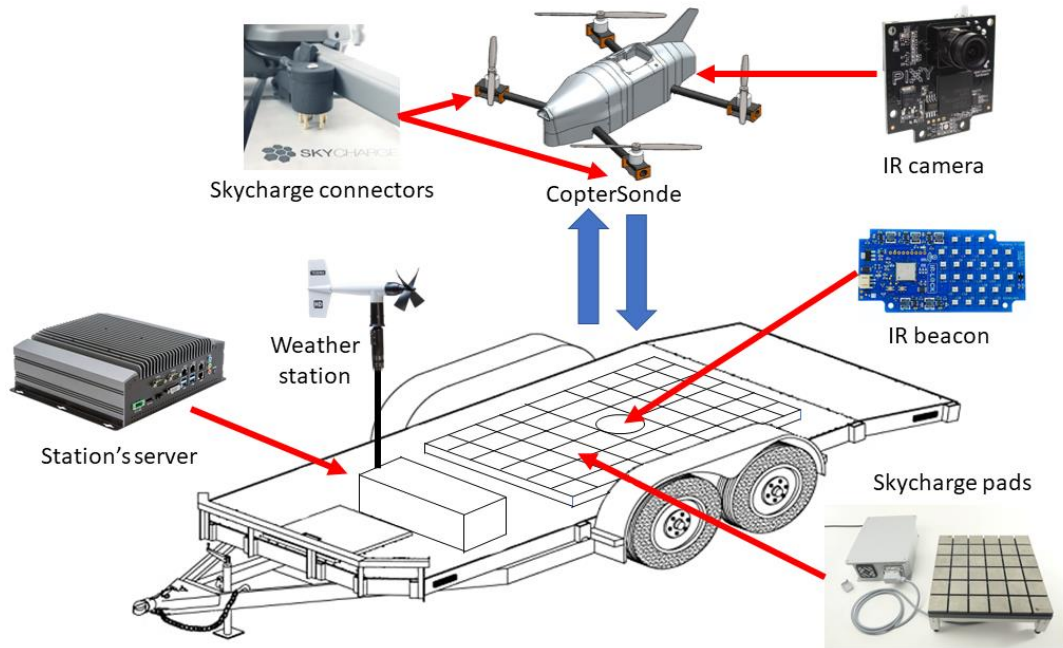 SKYCHARGE
Skycharge connectors
CopterSonde
PIXY
IR camera
IR beacon
Weather
station
Station's server
Skycharge pads